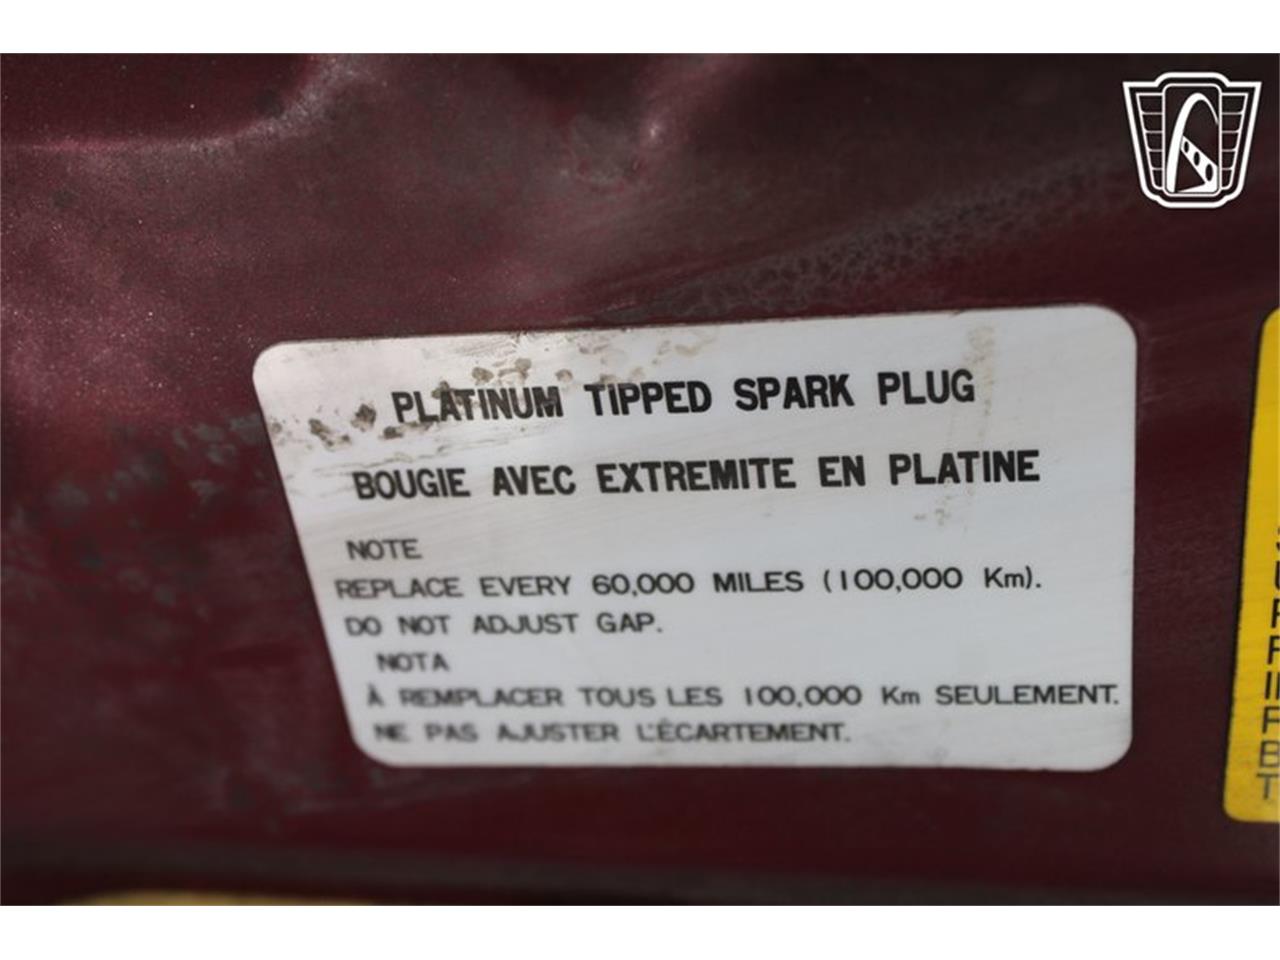 PLATINUM TIPPED SPARK PLUG
BOUGIE AVEC EXTREMITE EN PLATINE
NOTE
REPLACE EVERY 60,000 MILES (100,000 Km).
DO NOT ADJUST GAP.
NOTA
À REMPLACER TOUS LES 100,000 Km SEULEMENT.
NE PAS AJUSTER L'ÉCARTEMENT.